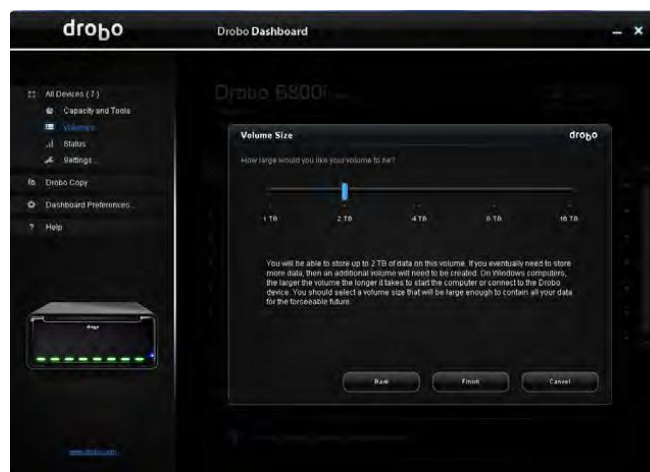 drobo
Drobo Dashboard
All Devices (7)
Capacity and Tools
Volumes
Status
Settings
Drobo Copy
Dashboard Preferences
Help
drobo
www.drobo.com
Volume Size
drobo
How large would you like your volume to be?
1 TB
2 TB
4 TB
8 TB
16 TB
You will be able to store up to 2 TB of data on this volume. If you eventually need to store
more data, then an additional volume will need to be created. On Windows computers,
the larger the volume the longer it takes to start the computer or connect to the Drobo
device. You should select a volume size that will be large enough to contain all your data
for the forseeable future.
Back
Finish
Cancel